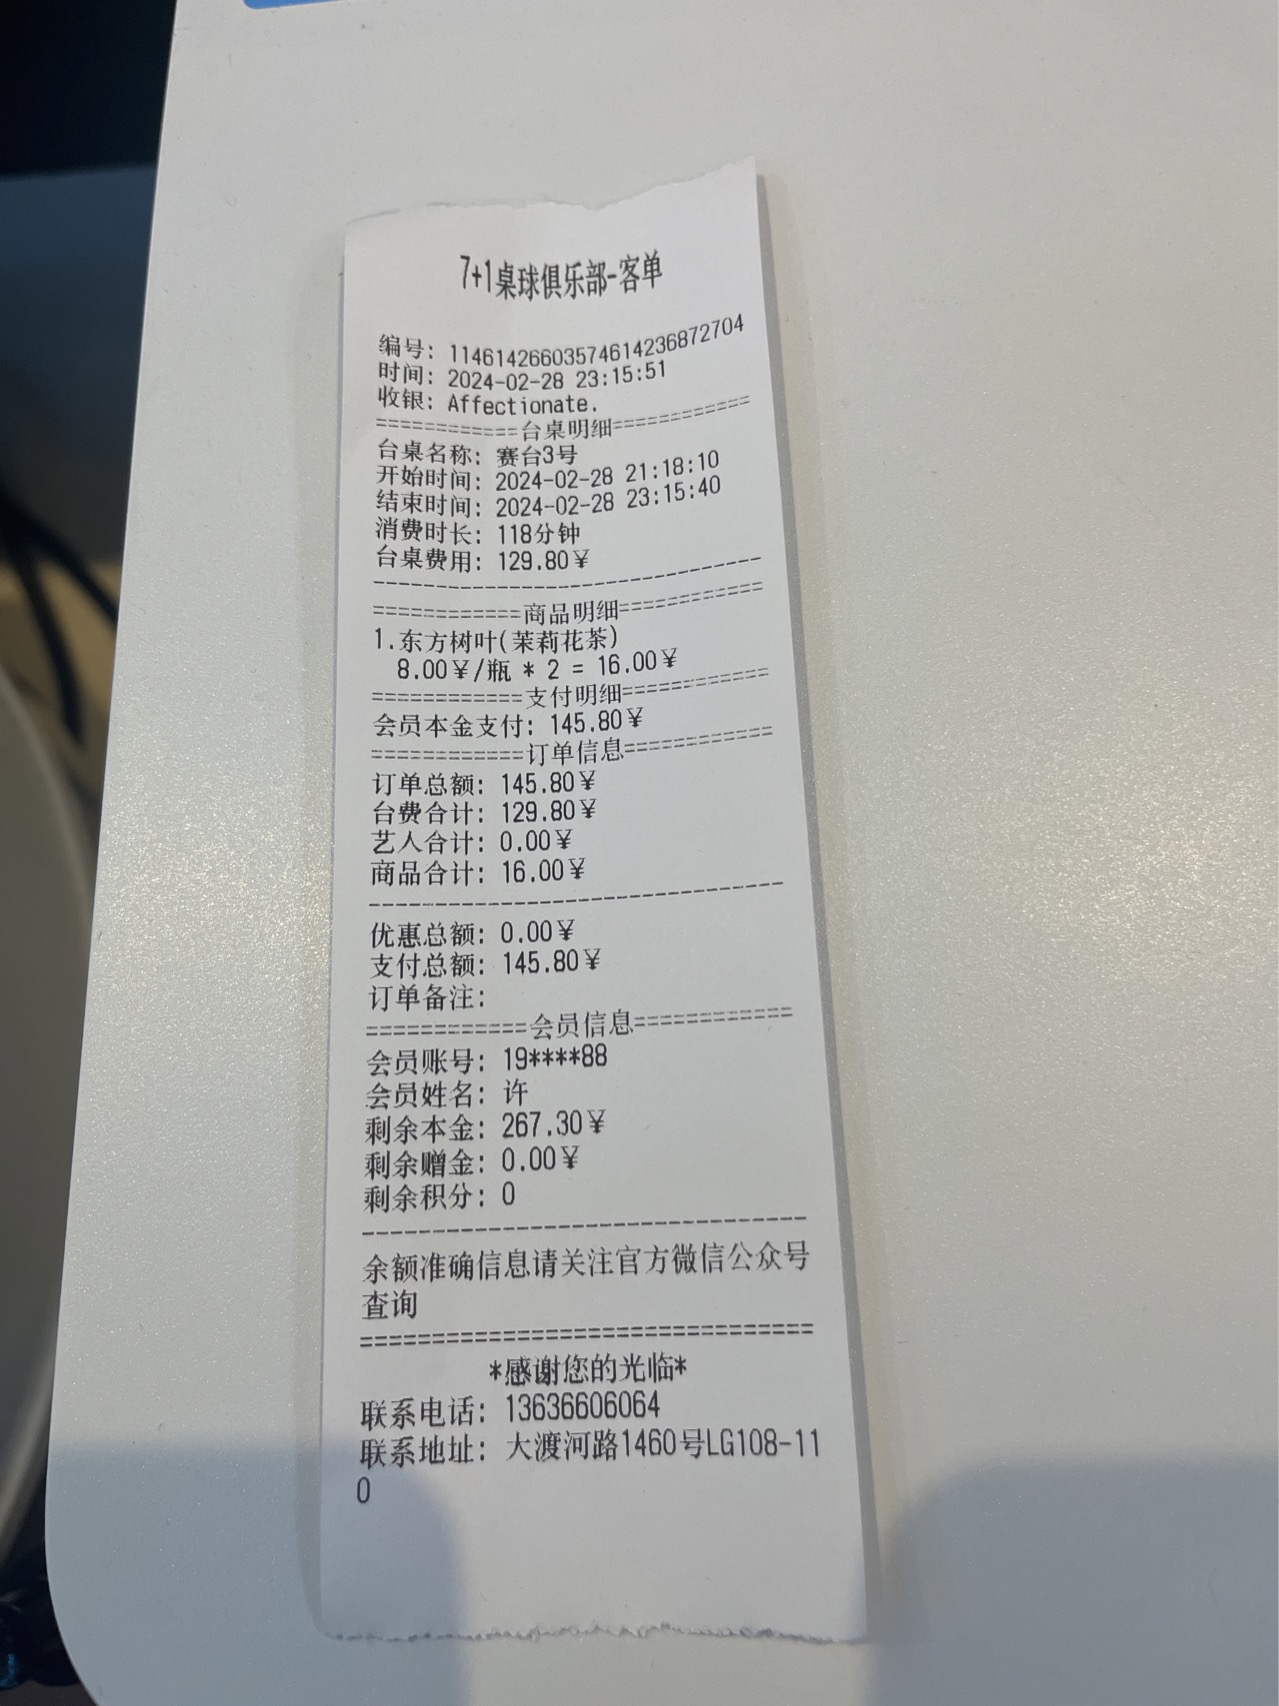 7+1桌球俱乐部-客单
编号: 11461426603574614236872704
时间: 2024-02-28 23:15:51
收银: Affectionate.
============台桌明细============
台桌名称: 赛台3号
开始时间: 2024-02-28 21:18:10
结束时间: 2024-02-28 23:15:40
消费时长: 118分钟
台桌费用: 129.80¥
--------------------------------
============商品明细============
1.东方树叶(茉莉花茶)
8.00¥/瓶 * 2 = 16.00¥
============支付明细============
会员本金支付: 145.80¥
============订单信息============
订单总额: 145.80¥
台费合计: 129.80¥
艺人合计: 0.00¥
商品合计: 16.00¥
--------------------------------
优惠总额: 0.00¥
支付总额: 145.80¥
订单备注:
============会员信息============
会员账号: 19****88
会员姓名: 许
剩余本金: 267.30¥
剩余赠金: 0.00¥
剩余积分: 0
--------------------------------
余额准确信息请关注官方微信公众号
查询
================================
*感谢您的光临*
联系电话: 13636606064
联系地址: 大渡河路1460号LG108-11
0